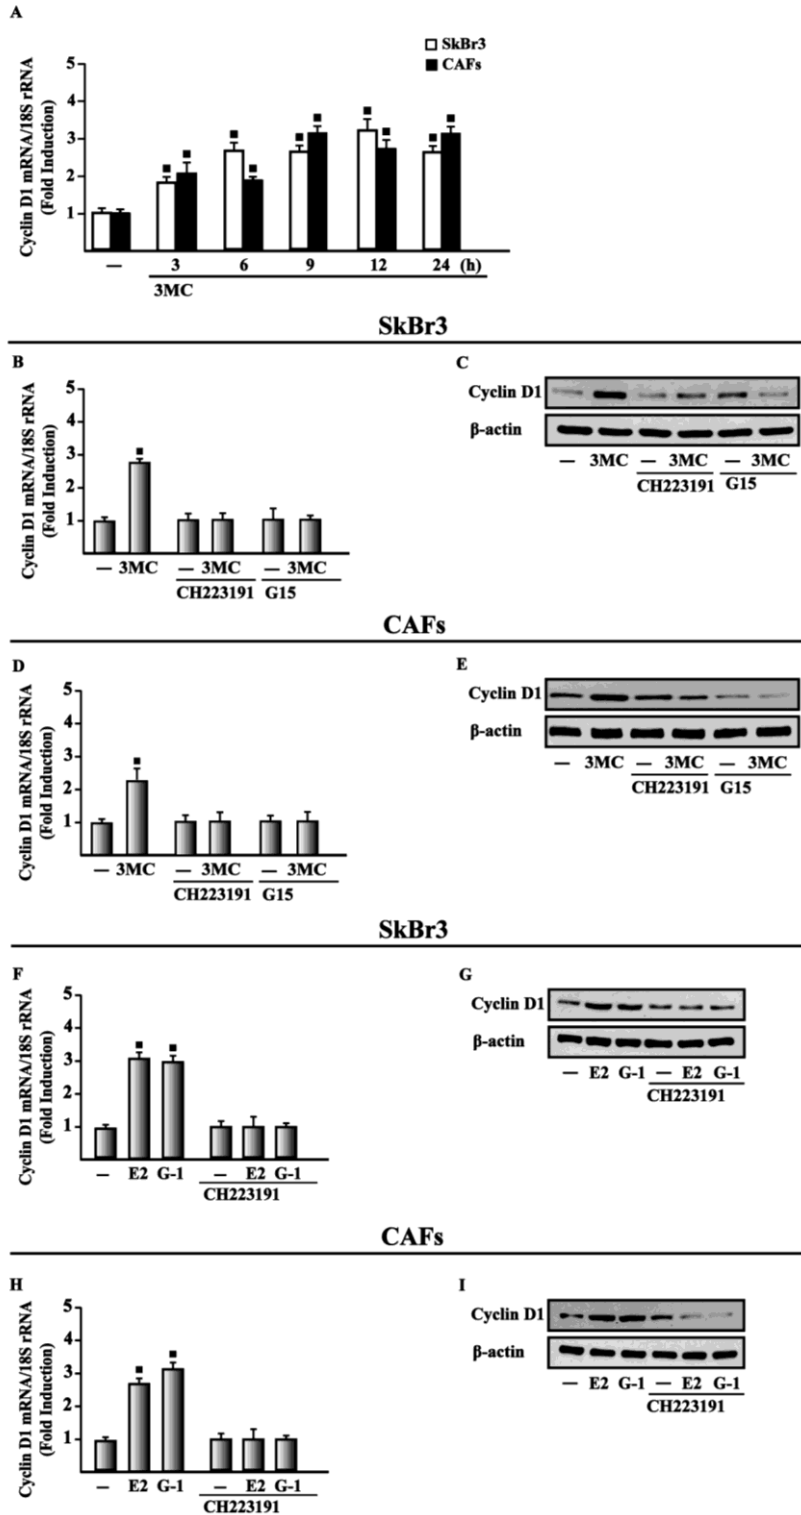 A
SkBr3
CAFs
Cyclin D1 mRNA/18S rRNA
(Fold Induction)
5
4
3
2
1
— 3 6 9 12 24 (h)
3MC
SkBr3
B
Cyclin D1 mRNA/18S rRNA
(Fold Induction)
5
4
3
2
1
— 3MC — 3MC — 3MC
CH223191 G15
C
Cyclin D1
β-actin
— 3MC — 3MC — 3MC
CH223191 G15
CAFs
D
Cyclin D1 mRNA/18S rRNA
(Fold Induction)
5
4
3
2
1
— 3MC — 3MC — 3MC
CH223191 G15
E
Cyclin D1
β-actin
— 3MC — 3MC — 3MC
CH223191 G15
SkBr3
F
Cyclin D1 mRNA/18S rRNA
(Fold Induction)
5
4
3
2
1
— E2 G-1 — E2 G-1
CH223191
G
Cyclin D1
β-actin
— E2 G-1 — E2 G-1
CH223191
CAFs
H
Cyclin D1 mRNA/18S rRNA
(Fold Induction)
5
4
3
2
1
— E2 G-1 — E2 G-1
CH223191
I
Cyclin D1
β-actin
— E2 G-1 — E2 G-1
CH223191